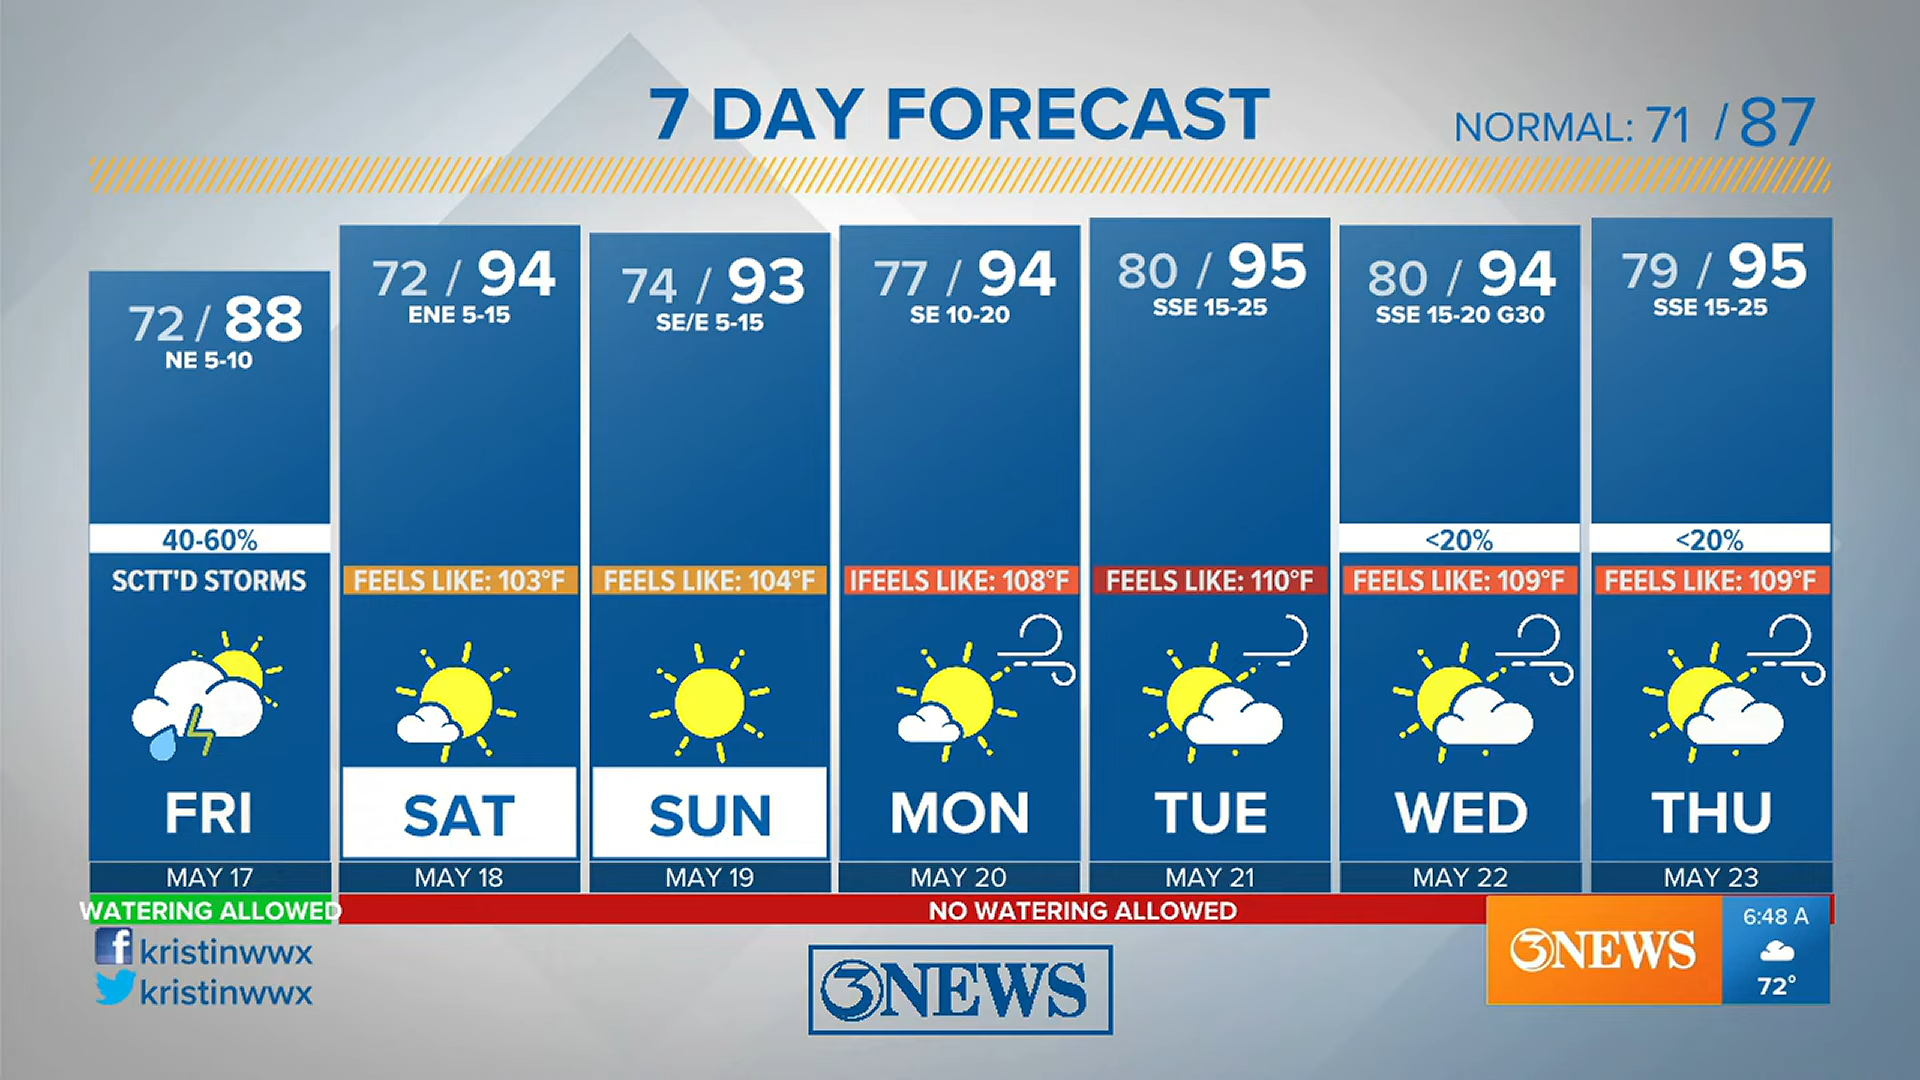 7 DAY FORECAST
NORMAL: 71 / 87
72 / 88
NE 5-10
40-60%
SCTT'D STORMS
FRI
MAY 17
72 / 94
ENE 5-15
FEELS LIKE: 103°F
SAT
MAY 18
74 / 93
SE/E 5-15
FEELS LIKE: 104°F
SUN
MAY 19
77 / 94
SE 10-20
IFEELS LIKE: 108°F
MON
MAY 20
80 / 95
SSE 15-25
FEELS LIKE: 110°F
TUE
MAY 21
80 / 94
SSE 15-20 G30
<20%
FEELS LIKE: 109°F
WED
MAY 22
79 / 95
SSE 15-25
<20%
FEELS LIKE: 109°F
THU
MAY 23
WATERING ALLOWED
NO WATERING ALLOWED
f kristinwwx
kristinwwx
3NEWS
3NEWS
6:48 A
72°